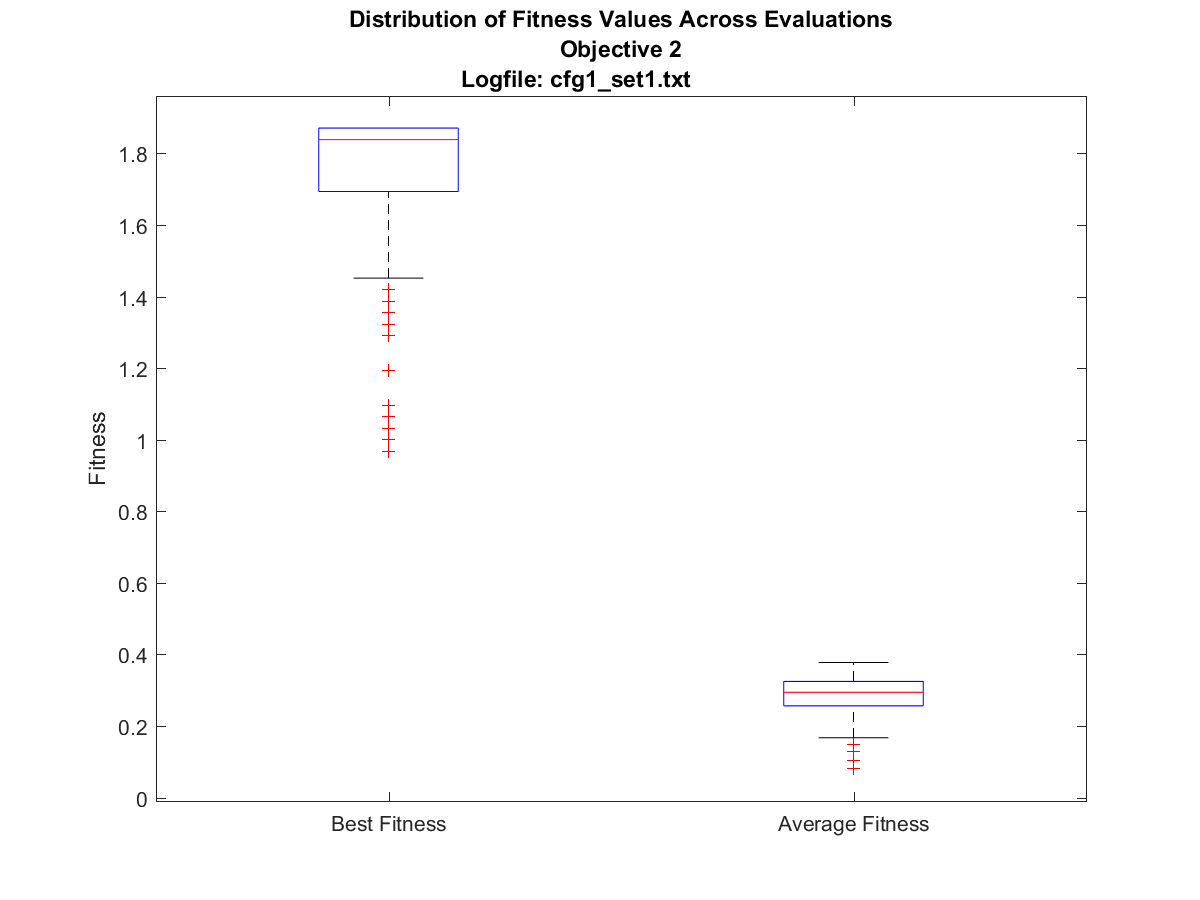 Distribution of Fitness Values Across Evaluations
Objective 2
Logfile: cfg1_set1.txt
1.8
1.6
1.4
1.2
1
0.8
0.6
0.4
0.2
0
Fitness
Best Fitness
Average Fitness